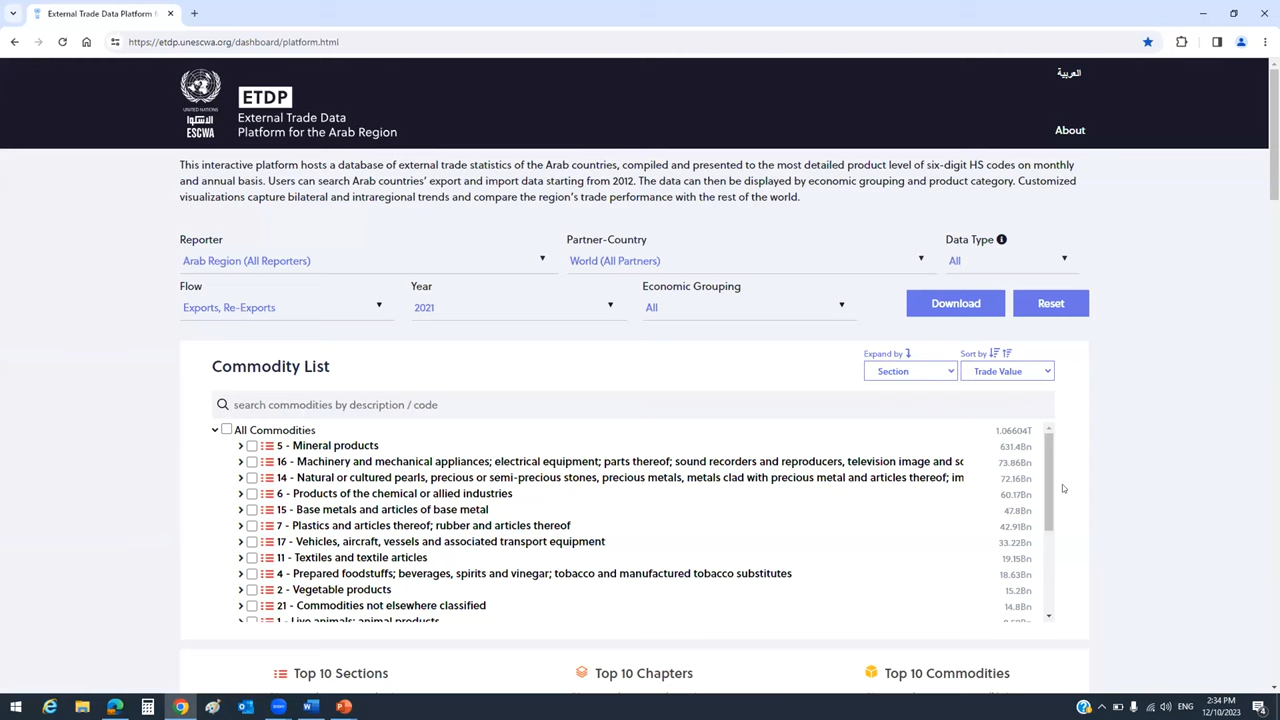 External Trade Data Platform
https://etdp.unescwa.org/dashboard/platform.html
العربية
UNITED NATIONS
الإسكوا
ESCWA
ETDP
External Trade Data
Platform for the Arab Region
About
This interactive platform hosts a database of external trade statistics of the Arab countries, compiled and presented to the most detailed product level of six-digit HS codes on monthly
and annual basis. Users can search Arab countries' export and import data starting from 2012. The data can then be displayed by economic grouping and product category. Customized
visualizations capture bilateral and intraregional trends and compare the region's trade performance with the rest of the world.
Reporter
Partner-Country
Data Type
Arab Region (All Reporters)
World (All Partners)
All
Flow
Year
Economic Grouping
Exports, Re-Exports
2021
All
Download
Reset
Commodity List
Expand by
Sort by
Section
Trade Value
search commodities by description / code
All Commodities 1.06604T
5 - Mineral products 631.4Bn
16 - Machinery and mechanical appliances; electrical equipment; parts thereof; sound recorders and reproducers, television image and sc 73.86Bn
14 - Natural or cultured pearls, precious or semi-precious stones, precious metals, metals clad with precious metal and articles thereof; im 72.16Bn
6 - Products of the chemical or allied industries 60.17Bn
15 - Base metals and articles of base metal 47.8Bn
7 - Plastics and articles thereof; rubber and articles thereof 42.91Bn
17 - Vehicles, aircraft, vessels and associated transport equipment 33.22Bn
11 - Textiles and textile articles 19.15Bn
4 - Prepared foodstuffs; beverages, spirits and vinegar; tobacco and manufactured tobacco substitutes 18.63Bn
2 - Vegetable products 15.2Bn
21 - Commodities not elsewhere classified 14.8Bn
1 - Live animals; animal products
Top 10 Sections
Top 10 Chapters
Top 10 Commodities
ENG
2:34 PM
12/10/2023